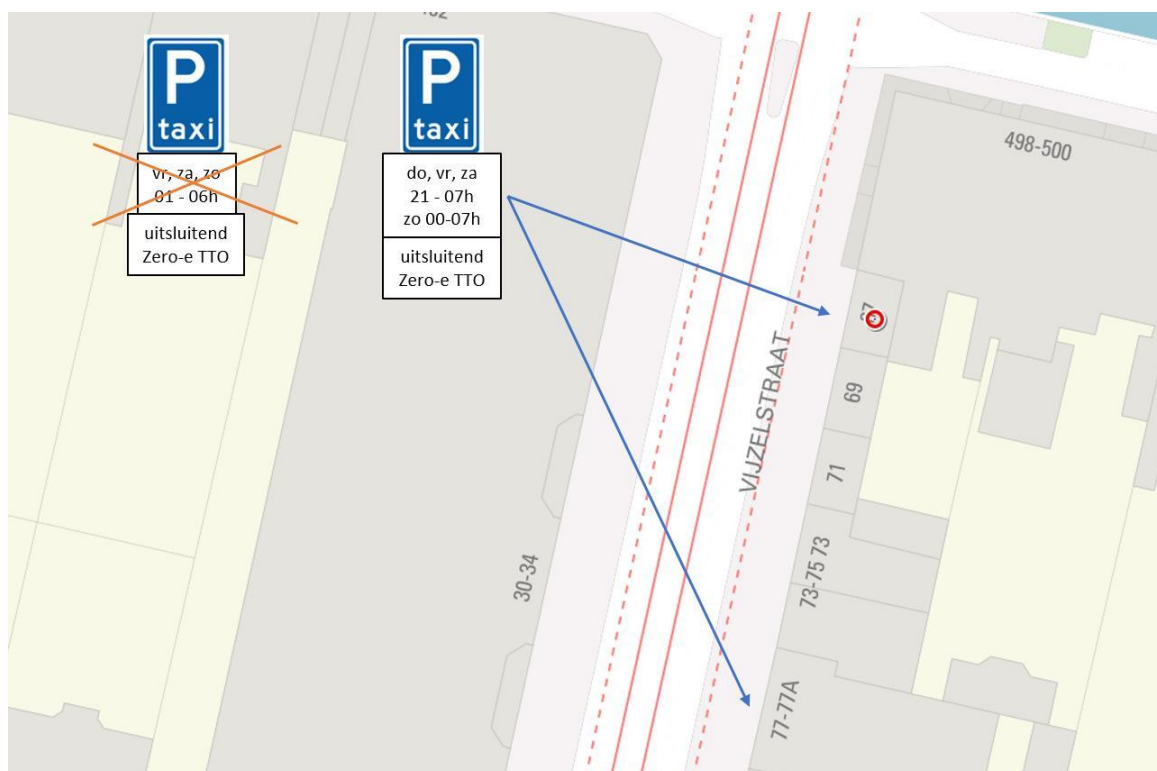 P
taxi
vr, za, zo
01 - 06h
uitsluitend
Zero-e TTO
P
taxi
do, vr, za
21 - 07h
zo 00-07h
uitsluitend
Zero-e TTO
498-500
69
71
73-75 73
77-77A
VIJZELSTRAAT
30-34